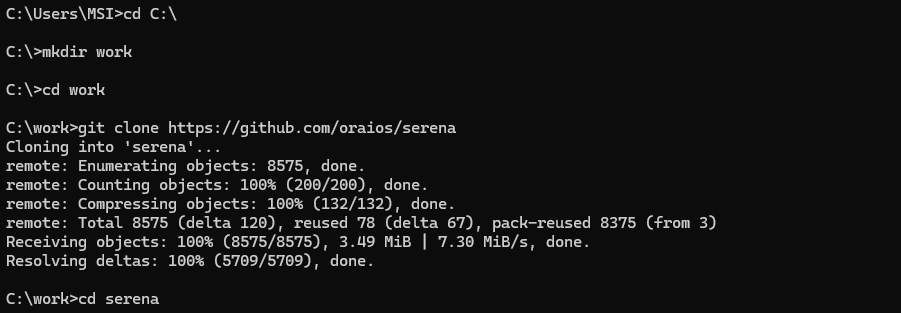 C:\Users\MSI>cd C:\
C:\>mkdir work
C:\>cd work
C:\work>git clone https://github.com/oraios/serena
Cloning into 'serena'...
remote: Enumerating objects: 8575, done.
remote: Counting objects: 100% (200/200), done.
remote: Compressing objects: 100% (132/132), done.
remote: Total 8575 (delta 120), reused 78 (delta 67), pack-reused 8375 (from 3)
Receiving objects: 100% (8575/8575), 3.49 MiB | 7.30 MiB/s, done.
Resolving deltas: 100% (5709/5709), done.
C:\work>cd serena